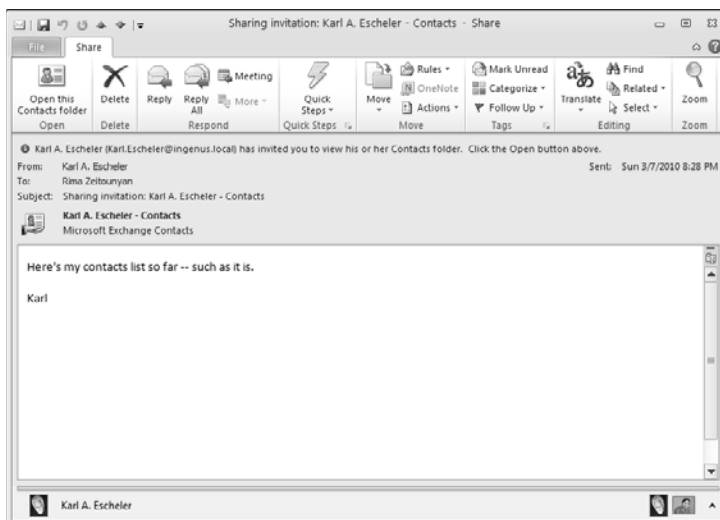 Sharing invitation: Karl A. Escheler - Contacts - Share
File Share
Open this Contacts folder
Open
Delete
Delete
Reply
Reply All
Meeting
More
Respond
Quick Steps
Quick Steps
Move
Rules
OneNote
Actions
Move
Mark Unread
Categorize
Follow Up
Tags
Translate
Find
Related
Select
Editing
Zoom
Zoom
Karl A. Escheler (Karl.Escheler@ingenus.local) has invited you to view his or her Contacts folder. Click the Open button above.
From: Karl A. Escheler Sent: Sun 3/7/2010 8:28 PM
To: Rima Zeitounyan
Subject: Sharing invitation: Karl A. Escheler - Contacts
Karl A. Escheler - Contacts
Microsoft Exchange Contacts
Here's my contacts list so far -- such as it is.
Karl
Karl A. Escheler